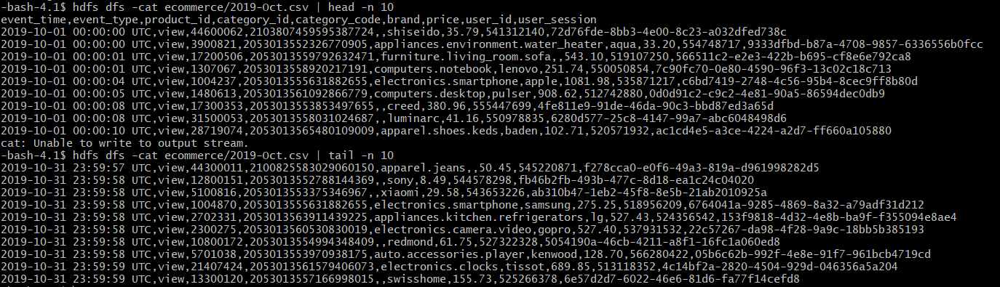 -bash-4.1$ hdfs dfs -cat ecommerce/2019-Oct.csv | head -n 10
event_time,event_type,product_id,category_id,category_code,brand,price,user_id,user_session
2019-10-01 00:00:00 UTC,view,44600062,2103807459595387724,,shiseido,35.79,541312140,72d76fde-8bb3-4e00-8c23-a032dfed738c
2019-10-01 00:00:00 UTC,view,3900821,2053013552326770905,appliances.environment.water_heater,aqua,33.20,554748717,9333dfbd-b87a-4708-9857-6336556b0fcc
2019-10-01 00:00:01 UTC,view,17200506,2053013559792632471,furniture.living_room.sofa,,543.10,519107250,566511c2-e2e3-422b-b695-cf8e6e792ca8
2019-10-01 00:00:01 UTC,view,1307067,2053013558920217191,computers.notebook,lenovo,251.74,550050854,7c90fc70-0e80-4590-96f3-13c02c18c713
2019-10-01 00:00:04 UTC,view,1004237,2053013555631882655,electronics.smartphone,apple,1081.98,535871217,c6bd7419-2748-4c56-95b4-8cec9ff8b80d
2019-10-01 00:00:05 UTC,view,1480613,2053013561092866779,computers.desktop,pulser,908.62,512742880,0d0d91c2-c9c2-4e81-90a5-86594dec0db9
2019-10-01 00:00:08 UTC,view,17300353,2053013553853497655,,creed,380.96,555447699,4fe811e9-91de-46da-90c3-bbd87ed3a65d
2019-10-01 00:00:08 UTC,view,31500053,2053013558031024687,,luminarc,41.16,550978835,6280d577-25c8-4147-99a7-abc6048498d6
2019-10-01 00:00:10 UTC,view,28719074,2053013565480109009,apparel.shoes.keds,baden,102.71,520571932,ac1cd4e5-a3ce-4224-a2d7-ff660a105880
cat: Unable to write to output stream.
-bash-4.1$ hdfs dfs -cat ecommerce/2019-Oct.csv | tail -n 10
2019-10-31 23:59:57 UTC,view,44300011,2100825583029060150,apparel.jeans,,50.45,545220871,f278cca0-e0f6-49a3-819a-d961998282d5
2019-10-31 23:59:58 UTC,view,12800151,2053013552788144369,,sony,8.49,544578298,fb46b2fb-493b-477c-8d18-ea1c24c04020
2019-10-31 23:59:58 UTC,view,5100816,2053013553375346967,,xiaomi,29.58,543653226,ab310b47-1eb2-45f8-8e5b-21ab2010925a
2019-10-31 23:59:58 UTC,view,1004870,2053013555631882655,electronics.smartphone,samsung,275.25,518956209,6764041a-9285-4869-8a32-a79adf31d212
2019-10-31 23:59:58 UTC,view,2702331,2053013563911439225,appliances.kitchen.refrigerators,lg,527.43,524356542,153f9818-4d32-4e8b-ba9f-f355094e8ae4
2019-10-31 23:59:58 UTC,view,2300275,2053013560530830019,electronics.camera.video,gopro,527.40,537931532,22c57267-da98-4f28-9a9c-18bb5b385193
2019-10-31 23:59:58 UTC,view,10800172,2053013554994348409,,redmond,61.75,527322328,5054190a-46cb-4211-a8f1-16fc1a060ed8
2019-10-31 23:59:58 UTC,view,5701038,2053013553970938175,auto.accessories.player,kenwood,128.70,566280422,05b6c62b-992f-4e8e-91f7-961bcb4719cd
2019-10-31 23:59:59 UTC,view,21407424,2053013561579406073,electronics.clocks,tissot,689.85,513118352,4c14bf2a-2820-4504-929d-046356a5a204
2019-10-31 23:59:59 UTC,view,13300120,2053013557166998015,,swisshome,155.73,525266378,6e57d2d7-6022-46e6-81d6-fa77f14cefd8